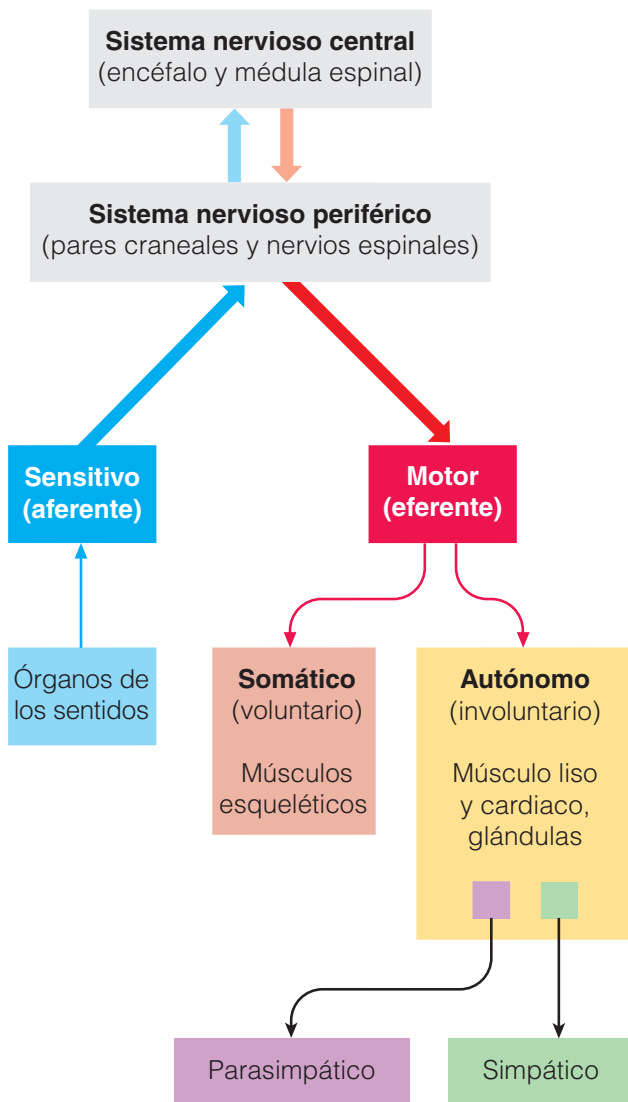 Sistema nervioso central
(encéfalo y médula espinal)
Sistema nervioso periférico
(pares craneales y nervios espinales)
Sensitivo
(aferente)
Motor
(eferente)
Órganos de
los sentidos
Somático
(voluntario)
Músculos
esqueléticos
Autónomo
(involuntario)
Músculo liso
y cardiaco,
glándulas
Parasimpático
Simpático